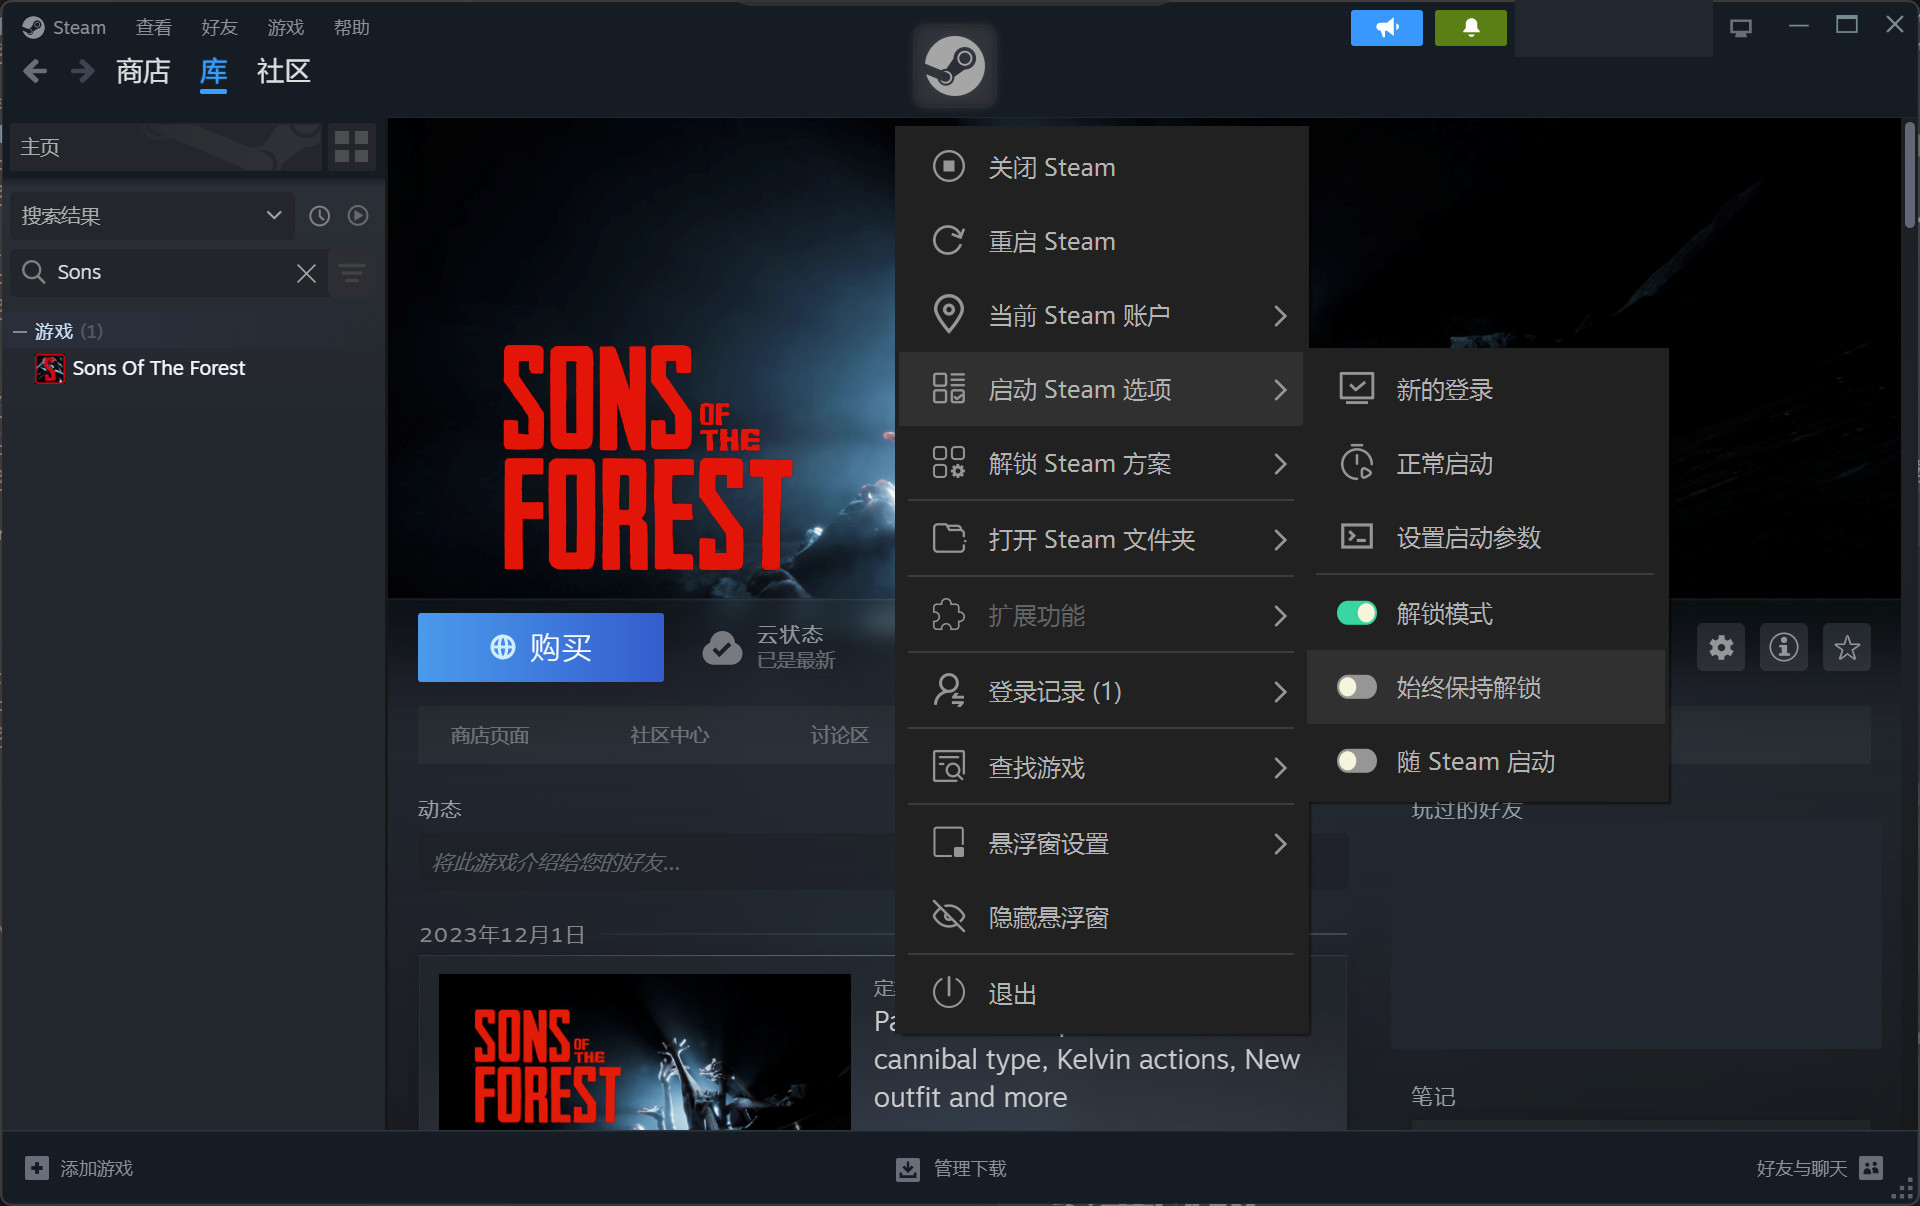 Steam 查看 好友 游戏 帮助
商店 库 社区
主页
搜索结果
Sons
游戏 (1)
Sons Of The Forest
SONS OF THE FOREST
购买
云状态
已是最新
商店页面 社区中心 讨论区
动态
将此游戏介绍给您的好友...
2023年12月1日
SONS OF THE FOREST
cannibal type, Kelvin actions, New
outfit and more
关闭 Steam
重启 Steam
当前 Steam 账户
启动 Steam 选项
解锁 Steam 方案
打开 Steam 文件夹
扩展功能
登录记录 (1)
查找游戏
悬浮窗设置
隐藏悬浮窗
退出
新的登录
正常启动
设置启动参数
解锁模式
始终保持解锁
随 Steam 启动
玩过的好友
笔记
添加游戏
管理下载
好友与聊天